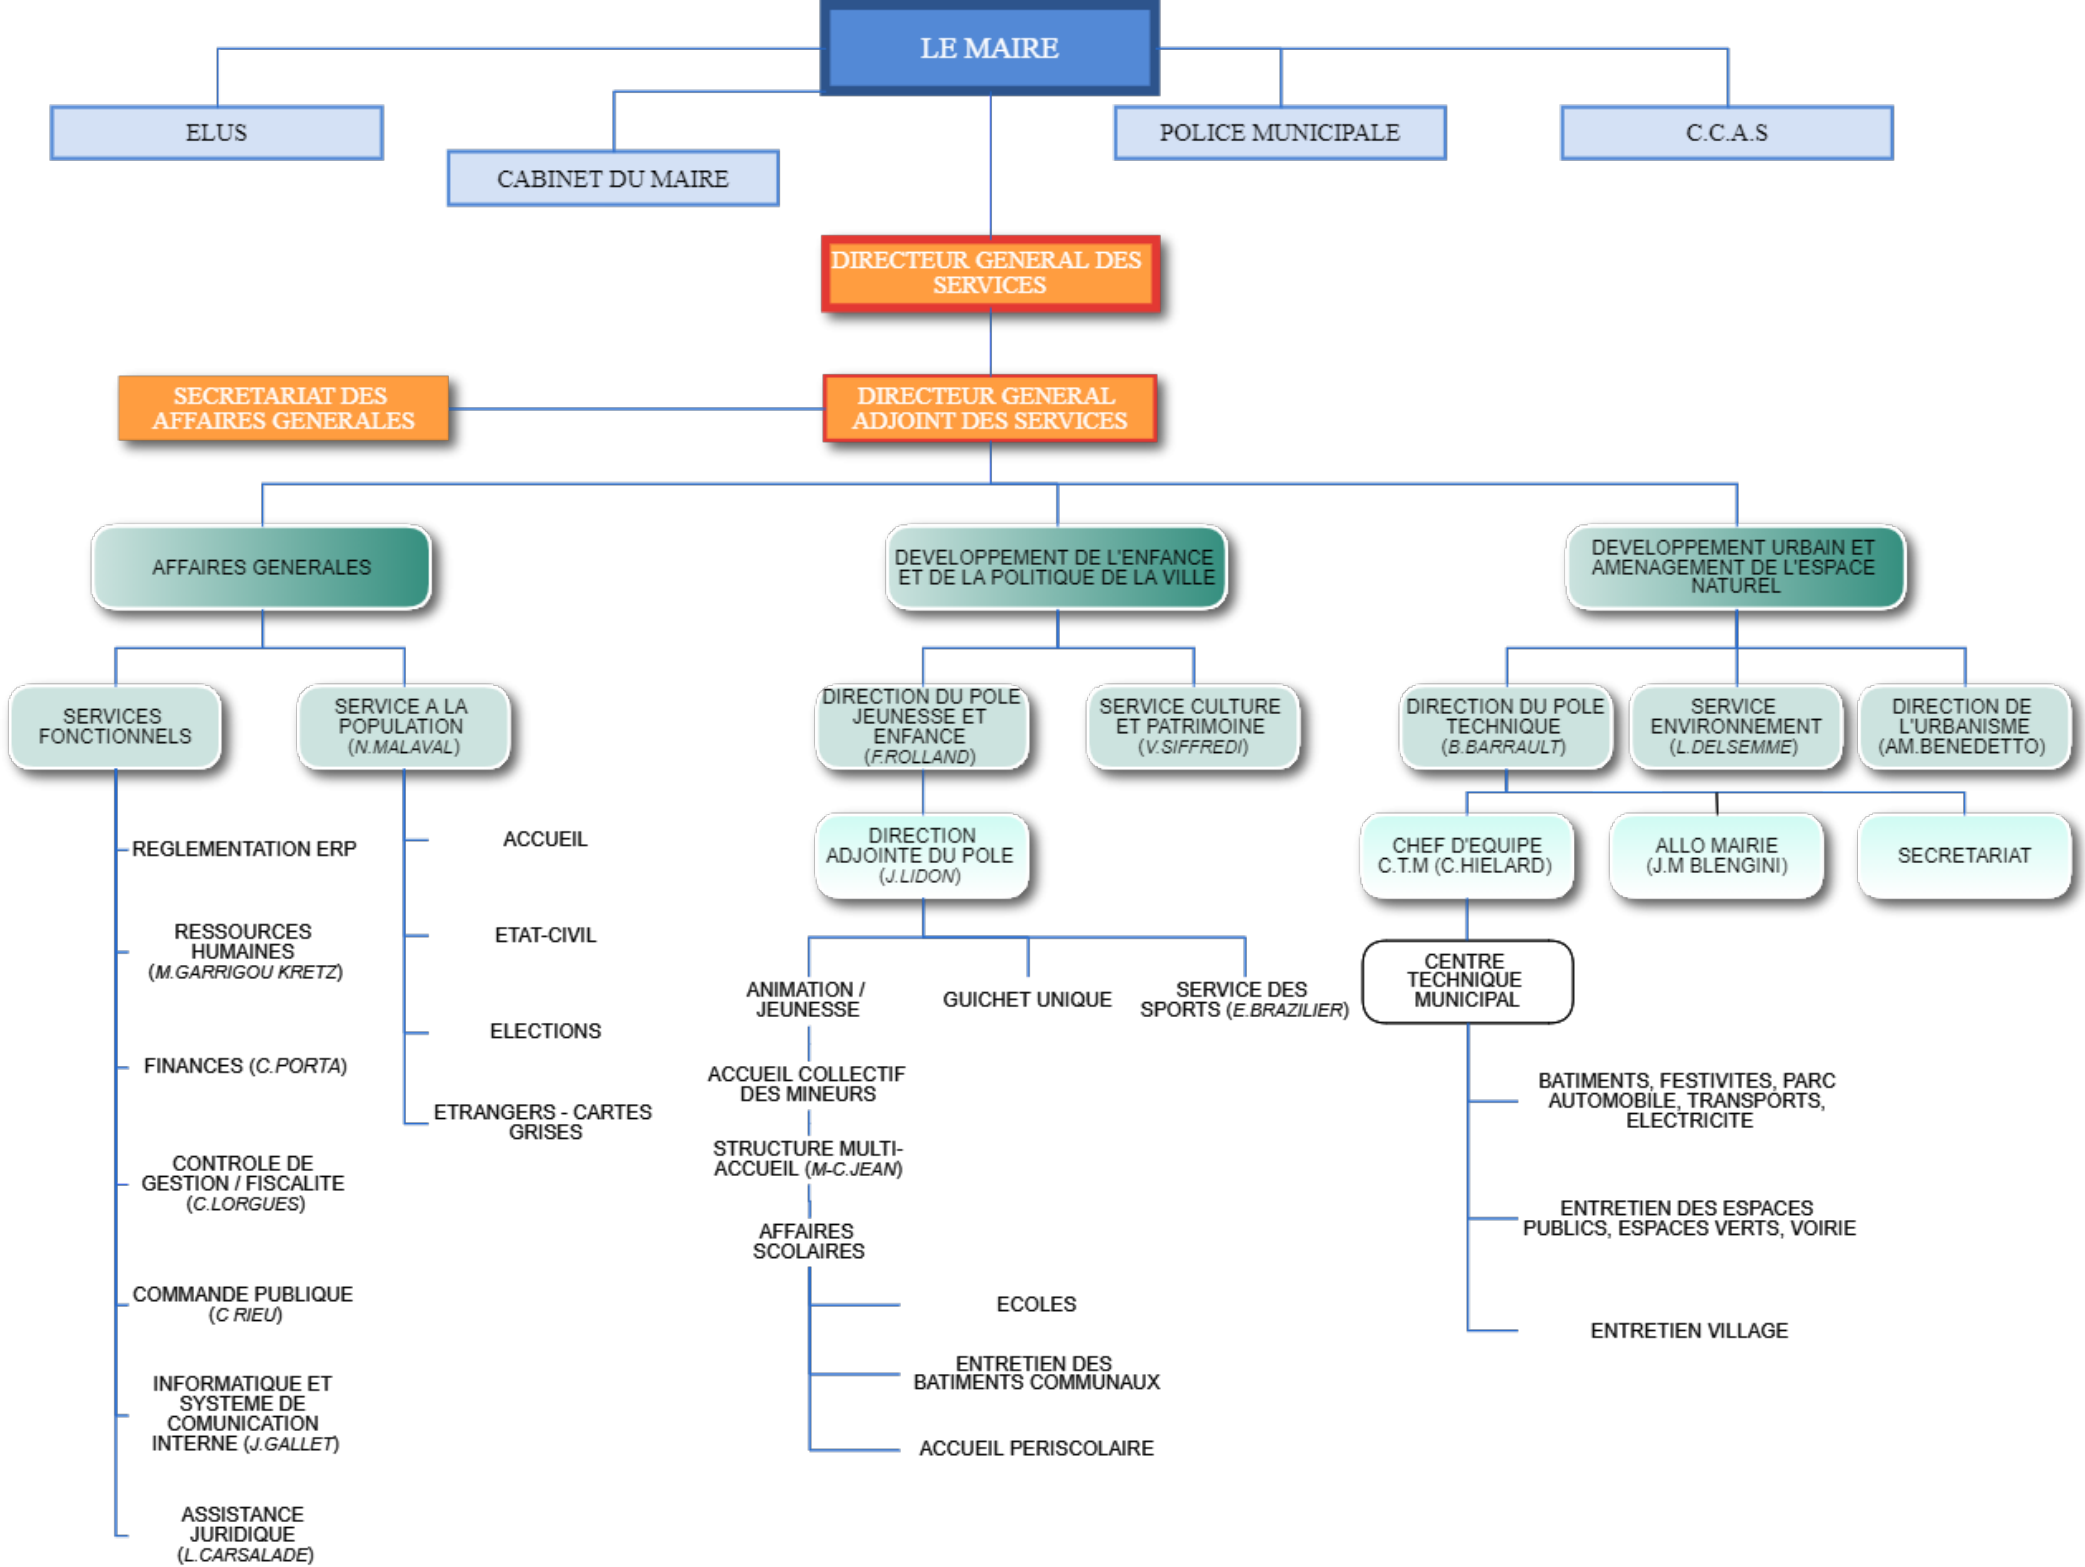 LE MAIRE
ELUS
CABINET DU MAIRE
POLICE MUNICIPALE
C.C.A.S
DIRECTEUR GENERAL DES
SERVICES
SECRETARIAT DES
AFFAIRES GENERALES
DIRECTEUR GENERAL
ADJOINT DES SERVICES
AFFAIRES GENERALES
DEVELOPPEMENT DE L'ENFANCE
ET DE LA POLITIQUE DE LA VILLE
DEVELOPPEMENT URBAIN ET
AMENAGEMENT DE L'ESPACE
NATUREL
SERVICES
FONCTIONNELS
SERVICE A LA
POPULATION
(N.MALAVAL)
DIRECTION DU POLE
JEUNESSE ET
ENFANCE
(F.ROLLAND)
SERVICE CULTURE
ET PATRIMOINE
(V.SIFFREDI)
DIRECTION DU POLE
TECHNIQUE
(B.BARRAULT)
SERVICE
ENVIRONNEMENT
(L.DELSEMME)
DIRECTION DE
L'URBANISME
(AM.BENEDETTO)
REGLEMENTATION ERP
RESSOURCES
HUMAINES
(M.GARRIGOU KRETZ)
FINANCES (C.PORTA)
CONTROLE DE
GESTION / FISCALITE
(C.LORGUES)
COMMANDE PUBLIQUE
(C RIEU)
INFORMATIQUE ET
SYSTEME DE
COMUNICATION
INTERNE (J.GALLET)
ASSISTANCE
JURIDIQUE
(L.CARSALADE)
ACCUEIL
ETAT-CIVIL
ELECTIONS
ETRANGERS - CARTES
GRISES
DIRECTION
ADJOINTE DU POLE
(J.LIDON)
ANIMATION /
JEUNESSE
GUICHET UNIQUE
SERVICE DES
SPORTS (E.BRAZILIER)
ACCUEIL COLLECTIF
DES MINEURS
STRUCTURE MULTI-
ACCUEIL (M-C.JEAN)
AFFAIRES
SCOLAIRES
ECOLES
ENTRETIEN DES
BATIMENTS COMMUNAUX
ACCUEIL PERISCOLAIRE
CHEF D'EQUIPE
C.T.M (C.HIELARD)
ALLO MAIRIE
(J.M BLENGINI)
SECRETARIAT
CENTRE
TECHNIQUE
MUNICIPAL
BATIMENTS, FESTIVITES, PARC
AUTOMOBILE, TRANSPORTS,
ELECTRICITE
ENTRETIEN DES ESPACES
PUBLICS, ESPACES VERTS, VOIRIE
ENTRETIEN VILLAGE